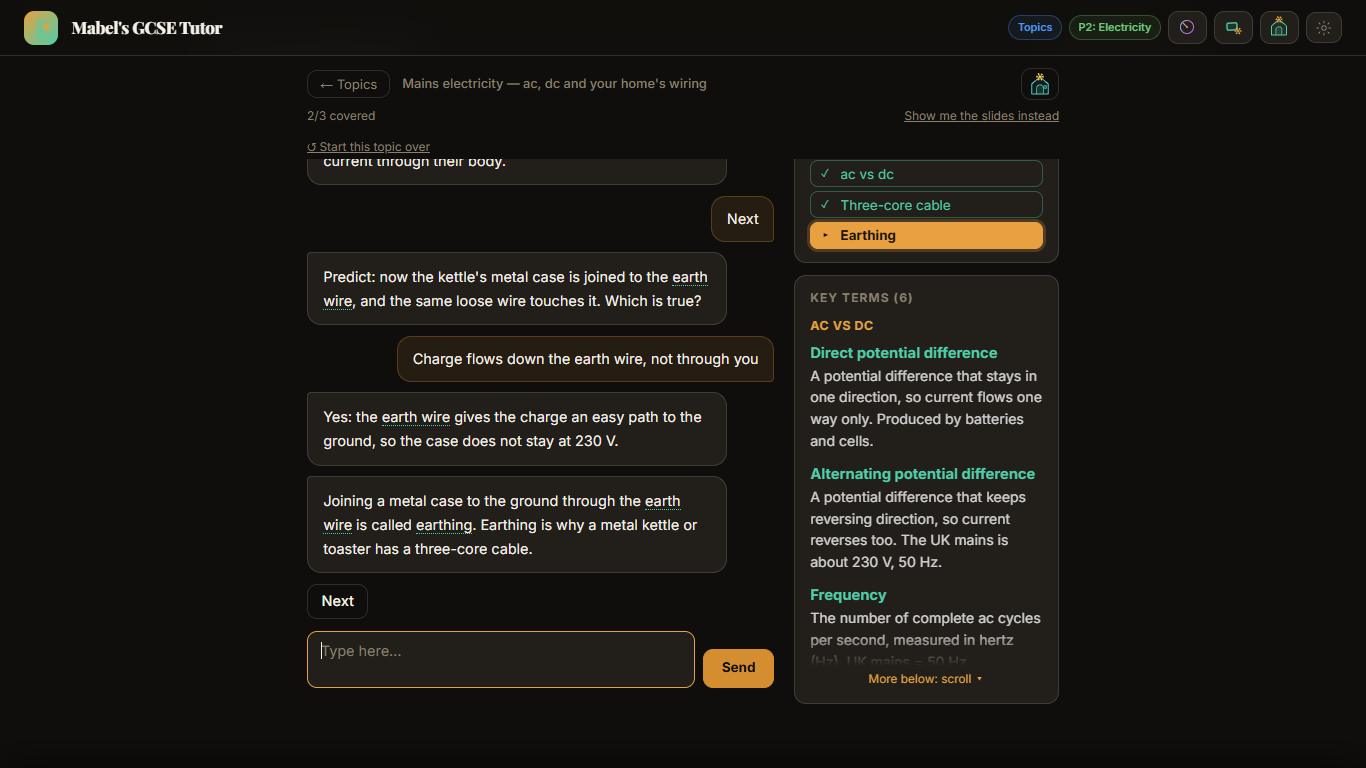 Mabel's GCSE Tutor
Topics
P2: Electricity
← Topics
Mains electricity — ac, dc and your home's wiring
2/3 covered
Show me the slides instead
↺ Start this topic over
current through their body.
Next
Predict: now the kettle's metal case is joined to the earth
wire, and the same loose wire touches it. Which is true?
Charge flows down the earth wire, not through you
Yes: the earth wire gives the charge an easy path to the
ground, so the case does not stay at 230 V.
Joining a metal case to the ground through the earth
wire is called earthing. Earthing is why a metal kettle or
toaster has a three-core cable.
Next
Type here...
Send
✓ ac vs dc
✓ Three-core cable
▸ Earthing
KEY TERMS (6)
AC VS DC
Direct potential difference
A potential difference that stays in
one direction, so current flows one
way only. Produced by batteries
and cells.
Alternating potential difference
A potential difference that keeps
reversing direction, so current
reverses too. The UK mains is
about 230 V, 50 Hz.
Frequency
The number of complete ac cycles
per second, measured in hertz
(Hz). UK mains = 50 Hz.
More below: scroll ▾